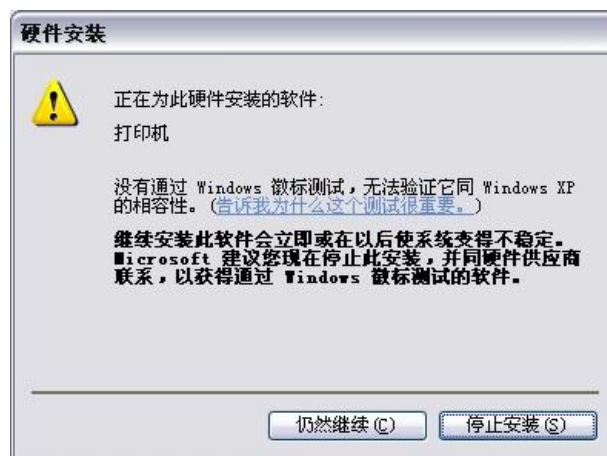 硬件安装
正在为此硬件安装的软件:
打印机
没有通过 Windows 徽标测试，无法验证它同 Windows XP
的相容性。(告诉我为什么这个测试很重要。)
继续安装此软件会立即或在以后使系统变得不稳定。
Microsoft 建议您现在停止此安装，并同硬件供应商
联系，以获得通过 Windows 徽标测试的软件。
仍然继续(C)
停止安装(S)